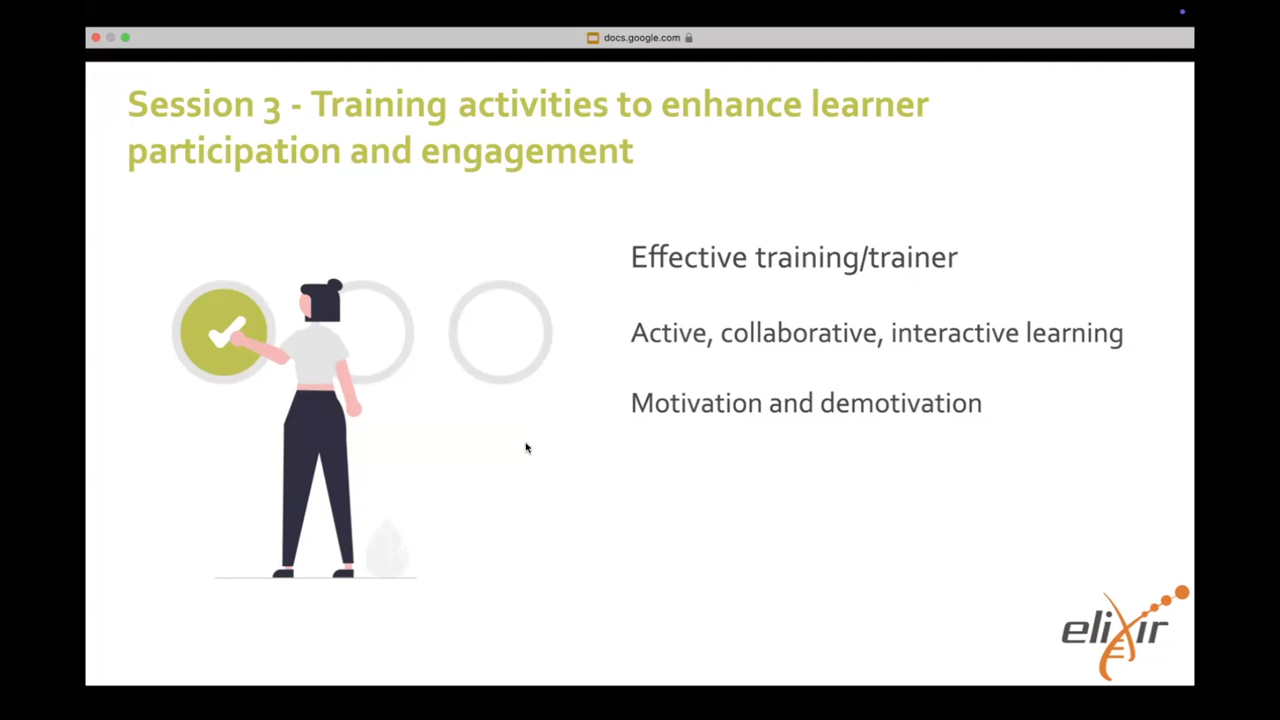 docs.google.com
Session 3 - Training activities to enhance learner
participation and engagement
Effective training/trainer
Active, collaborative, interactive learning
Motivation and demotivation
elixir